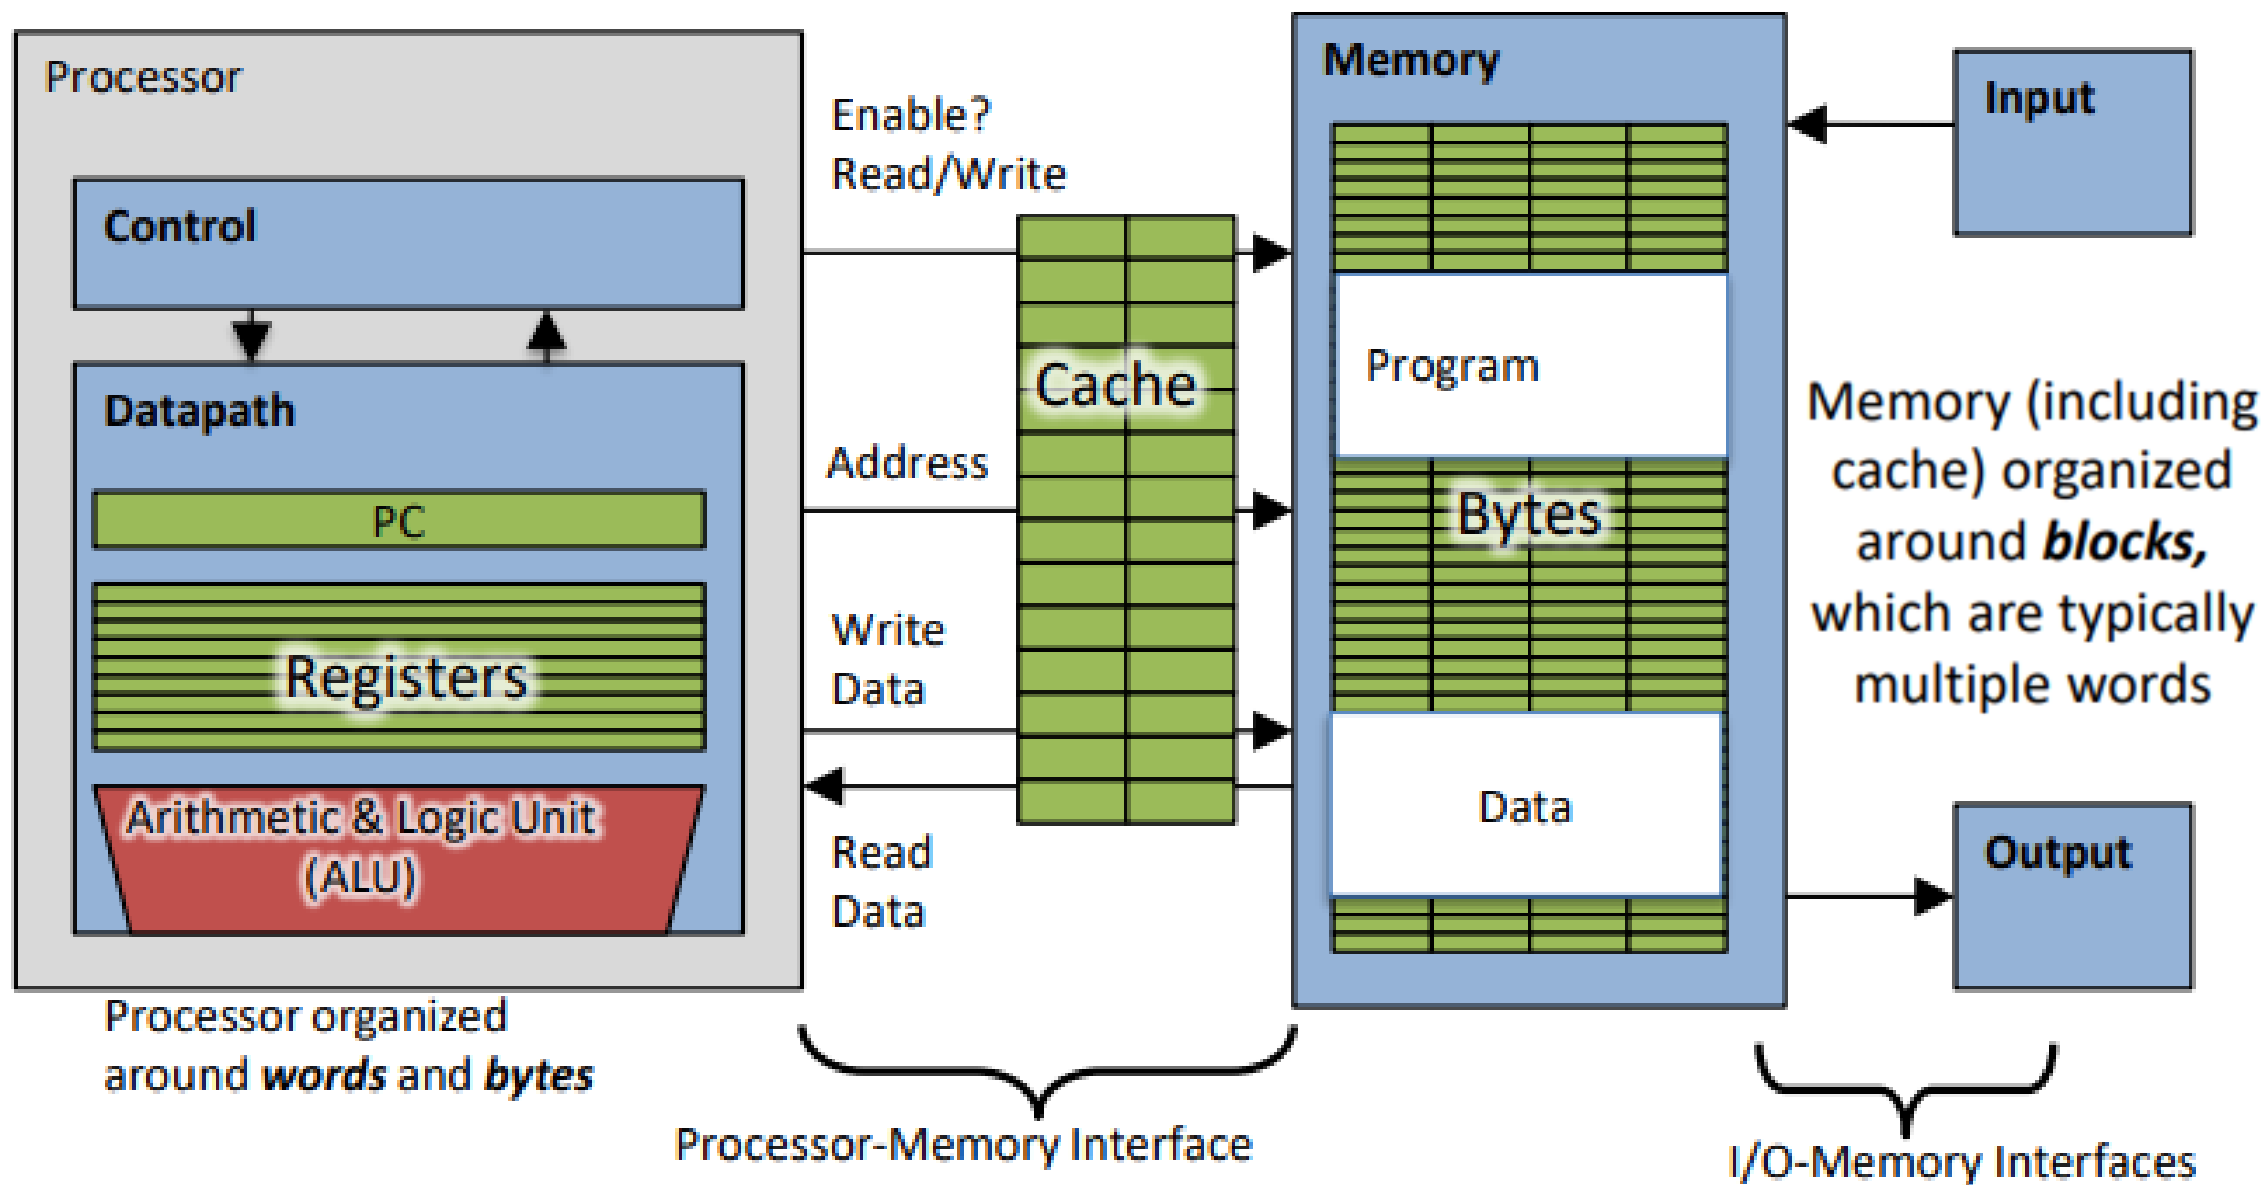 Processor
Control
Datapath
PC
Registers
Arithmetic & Logic Unit
(ALU)
Processor organized
around words and bytes
Enable?
Read/Write
Cache
Address
Write
Data
Read
Data
Processor-Memory Interface
Memory
Program
Bytes
Data
Input
Memory (including
cache) organized
around blocks,
which are typically
multiple words
Output
I/O-Memory Interfaces